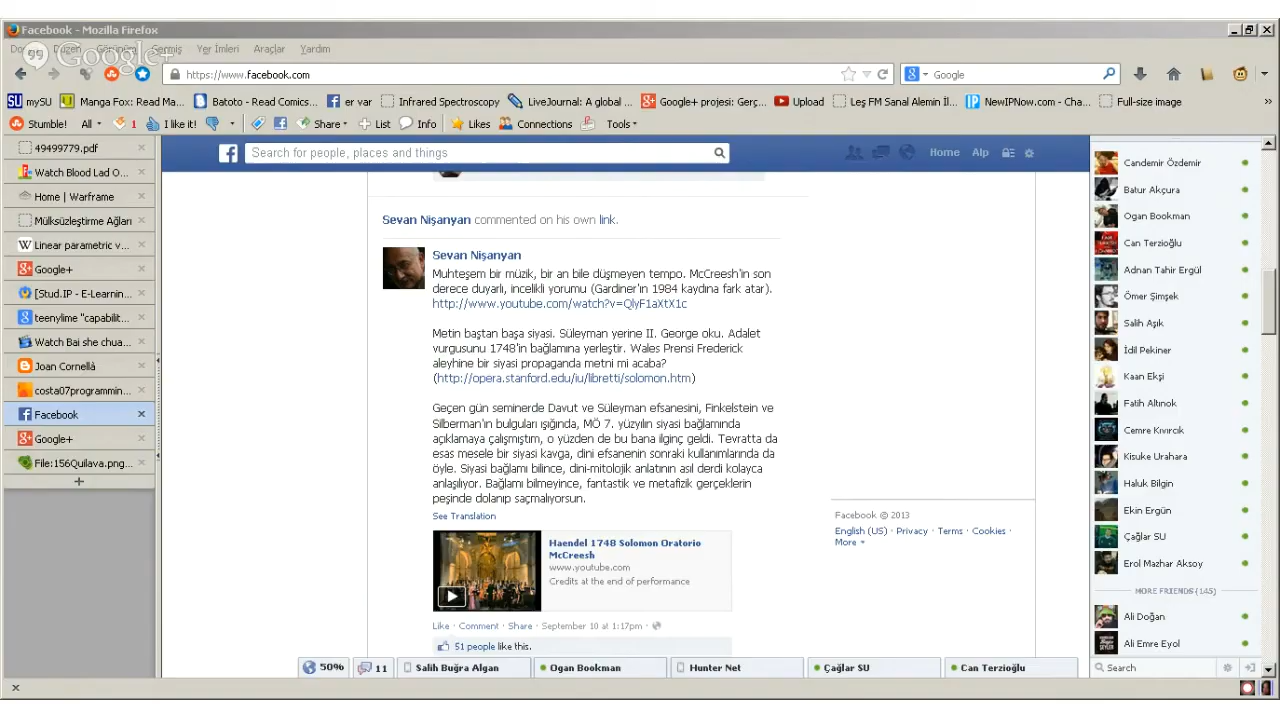 Facebook - Mozilla Firefox
Google+
Geçmiş Yer İmleri Araçlar Yardım
https://www.facebook.com
Google
mySU Manga Fox: Read Ma... Batoto - Read Comics... er var Infrared Spectroscopy LiveJournal: A global ... Google+ projesi: Gerç... Upload Leş FM Sanal Alemin İl... NewIPNow.com - Cha... Full-size image »
Stumble! All 1 I like it! Share List Info Likes Connections Tools
49499779.pdf
Watch Blood Lad O...
Home | Warframe
Mülksüzleştirme Ağları
Linear parametric v...
Google+
[Stud.IP - E-Learnin...
teenylime "capabilit...
Watch Bai she chua...
Joan Cornellà
costa07programmin...
Facebook
Google+
File:156Quilava.png...
Search for people, places and things
Home Alp
Sevan Nişanyan commented on his own link.
Sevan Nişanyan
Muhteşem bir müzik, bir an bile düşmeyen tempo. McCreesh'in son
derece duyarlı, incelikli yorumu (Gardiner'ın 1984 kaydına fark atar).
http://www.youtube.com/watch?v=QlyF1aXtX1c
Metin baştan başa siyasi. Süleyman yerine II. George oku. Adalet
vurgusunu 1748'in bağlamına yerleştir. Wales Prensi Frederick
aleyhine bir siyasi propaganda metni mi acaba?
(http://opera.stanford.edu/iu/libretti/solomon.htm)
Geçen gün seminerde Davut ve Süleyman efsanesini, Finkelstein ve
Silberman'ın bulguları ışığında, MÖ 7. yüzyılın siyasi bağlamında
açıklamaya çalışmıştım, o yüzden de bu bana ilginç geldi. Tevratta da
esas mesele bir siyasi kavga, dini efsanenin sonraki kullanımlarında da
öyle. Siyasi bağlamı bilince, dini-mitolojik anlatının asıl derdi kolayca
anlaşılıyor. Bağlamı bilmeyince, fantastik ve metafizik gerçeklerin
peşinde dolanıp saçmalıyorsun.
See Translation
Haendel 1748 Solomon Oratorio
McCreesh
www.youtube.com
Credits at the end of performance
Like · Comment · Share · September 10 at 1:17pm ·
51 people like this.
Facebook © 2013
English (US) · Privacy · Terms · Cookies ·
More
Candemir Özdemir
Batur Akçura
Ogan Bookman
Can Terzioğlu
Adnan Tahir Ergül
Ömer Şimşek
Salih Aşık
İdil Pekiner
Kaan Ekşi
Fatih Altınok
Cemre Kıvırcık
Kisuke Urahara
Haluk Bilgin
Ekin Ergün
Çağlar SU
Erol Mazhar Aksoy
MORE FRIENDS (145)
Ali Doğan
Ali Emre Eyol
Search
50% 11 Salih Buğra Algan Ogan Bookman Hunter Net Çağlar SU Can Terzioğlu